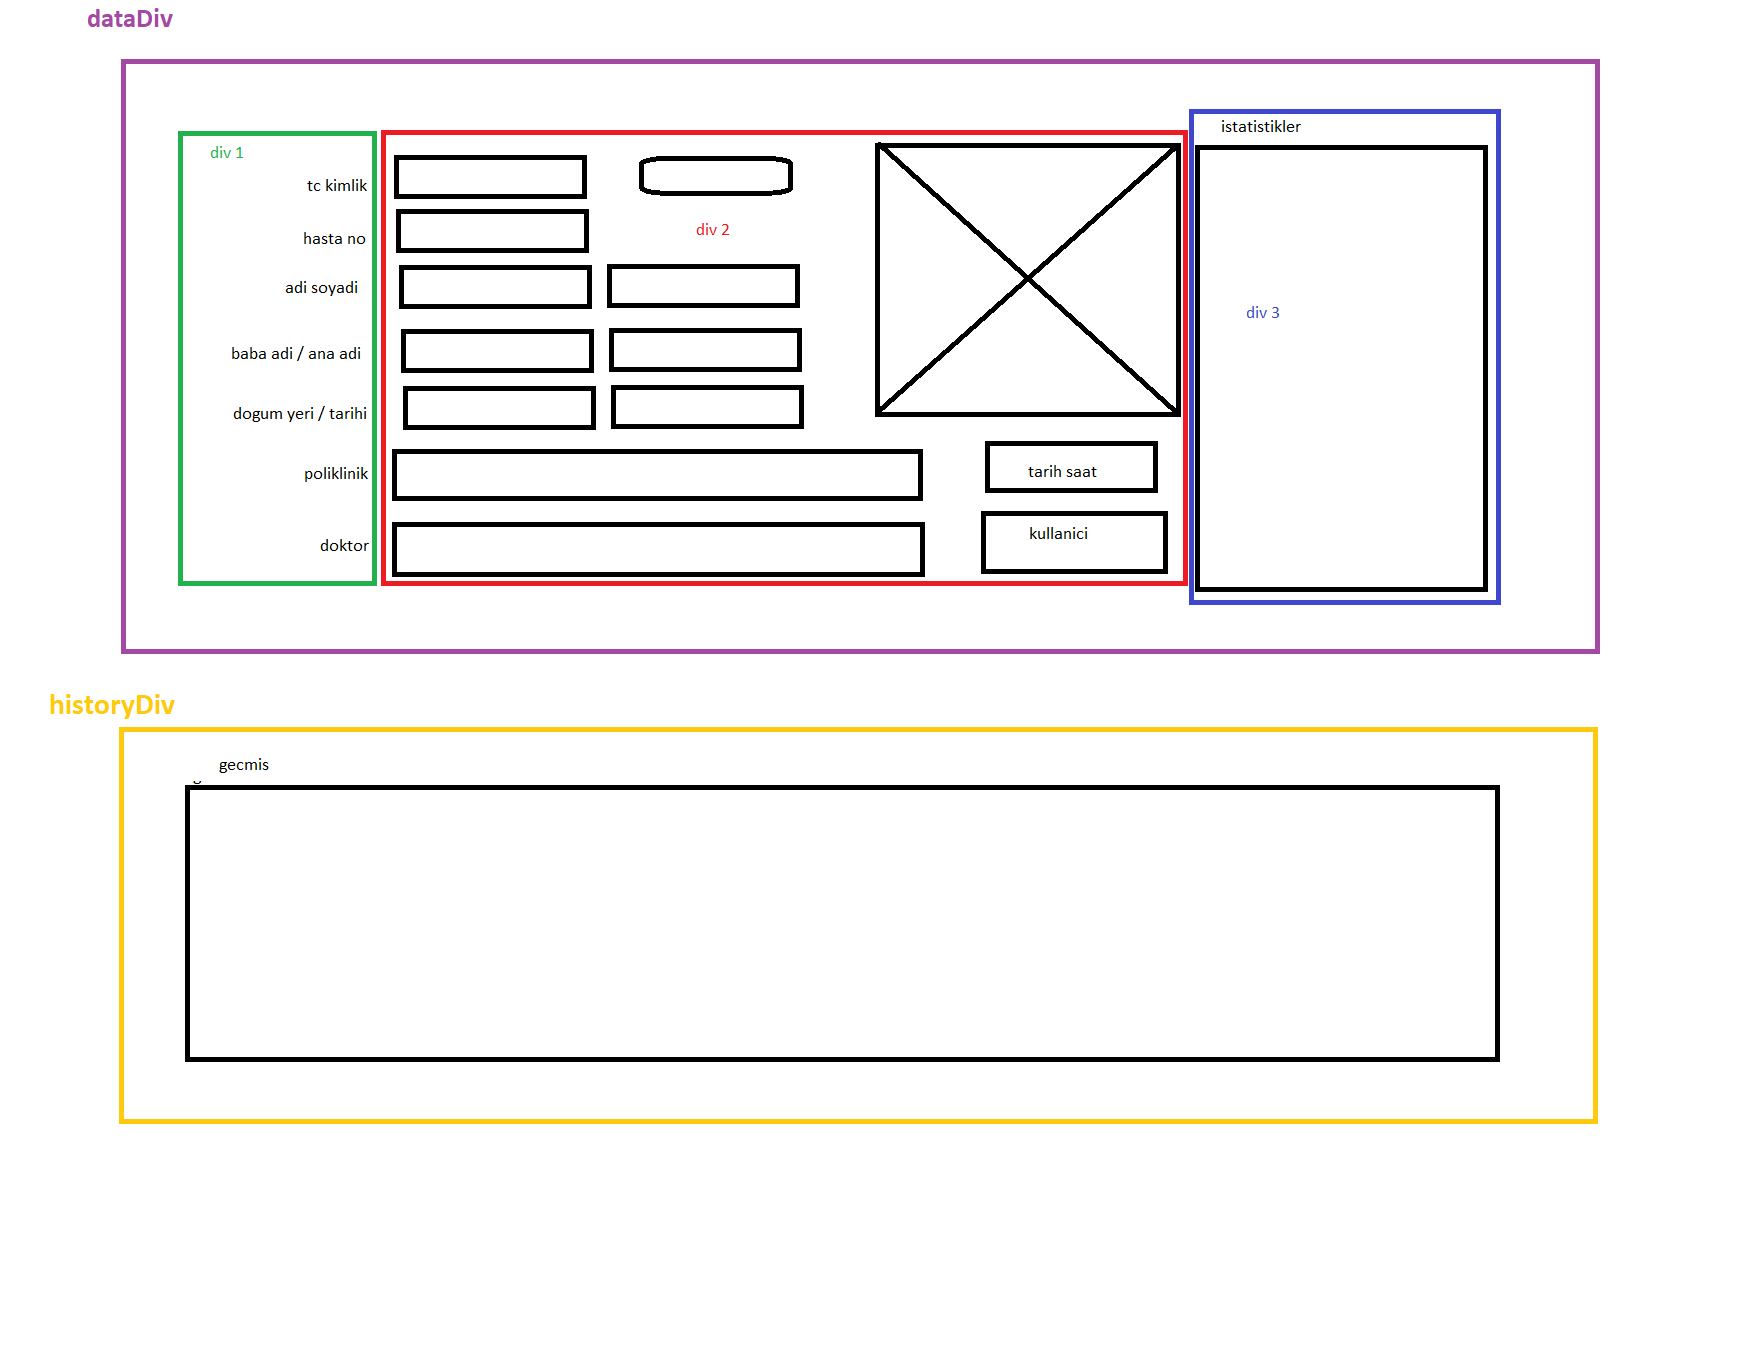 dataDiv
div 1
tc kimlik
hasta no
adi soyadi
baba adi / ana adi
dogum yeri / tarihi
poliklinik
doktor
div 2
tarih saat
kullanici
istatistikler
div 3
historyDiv
gecmis